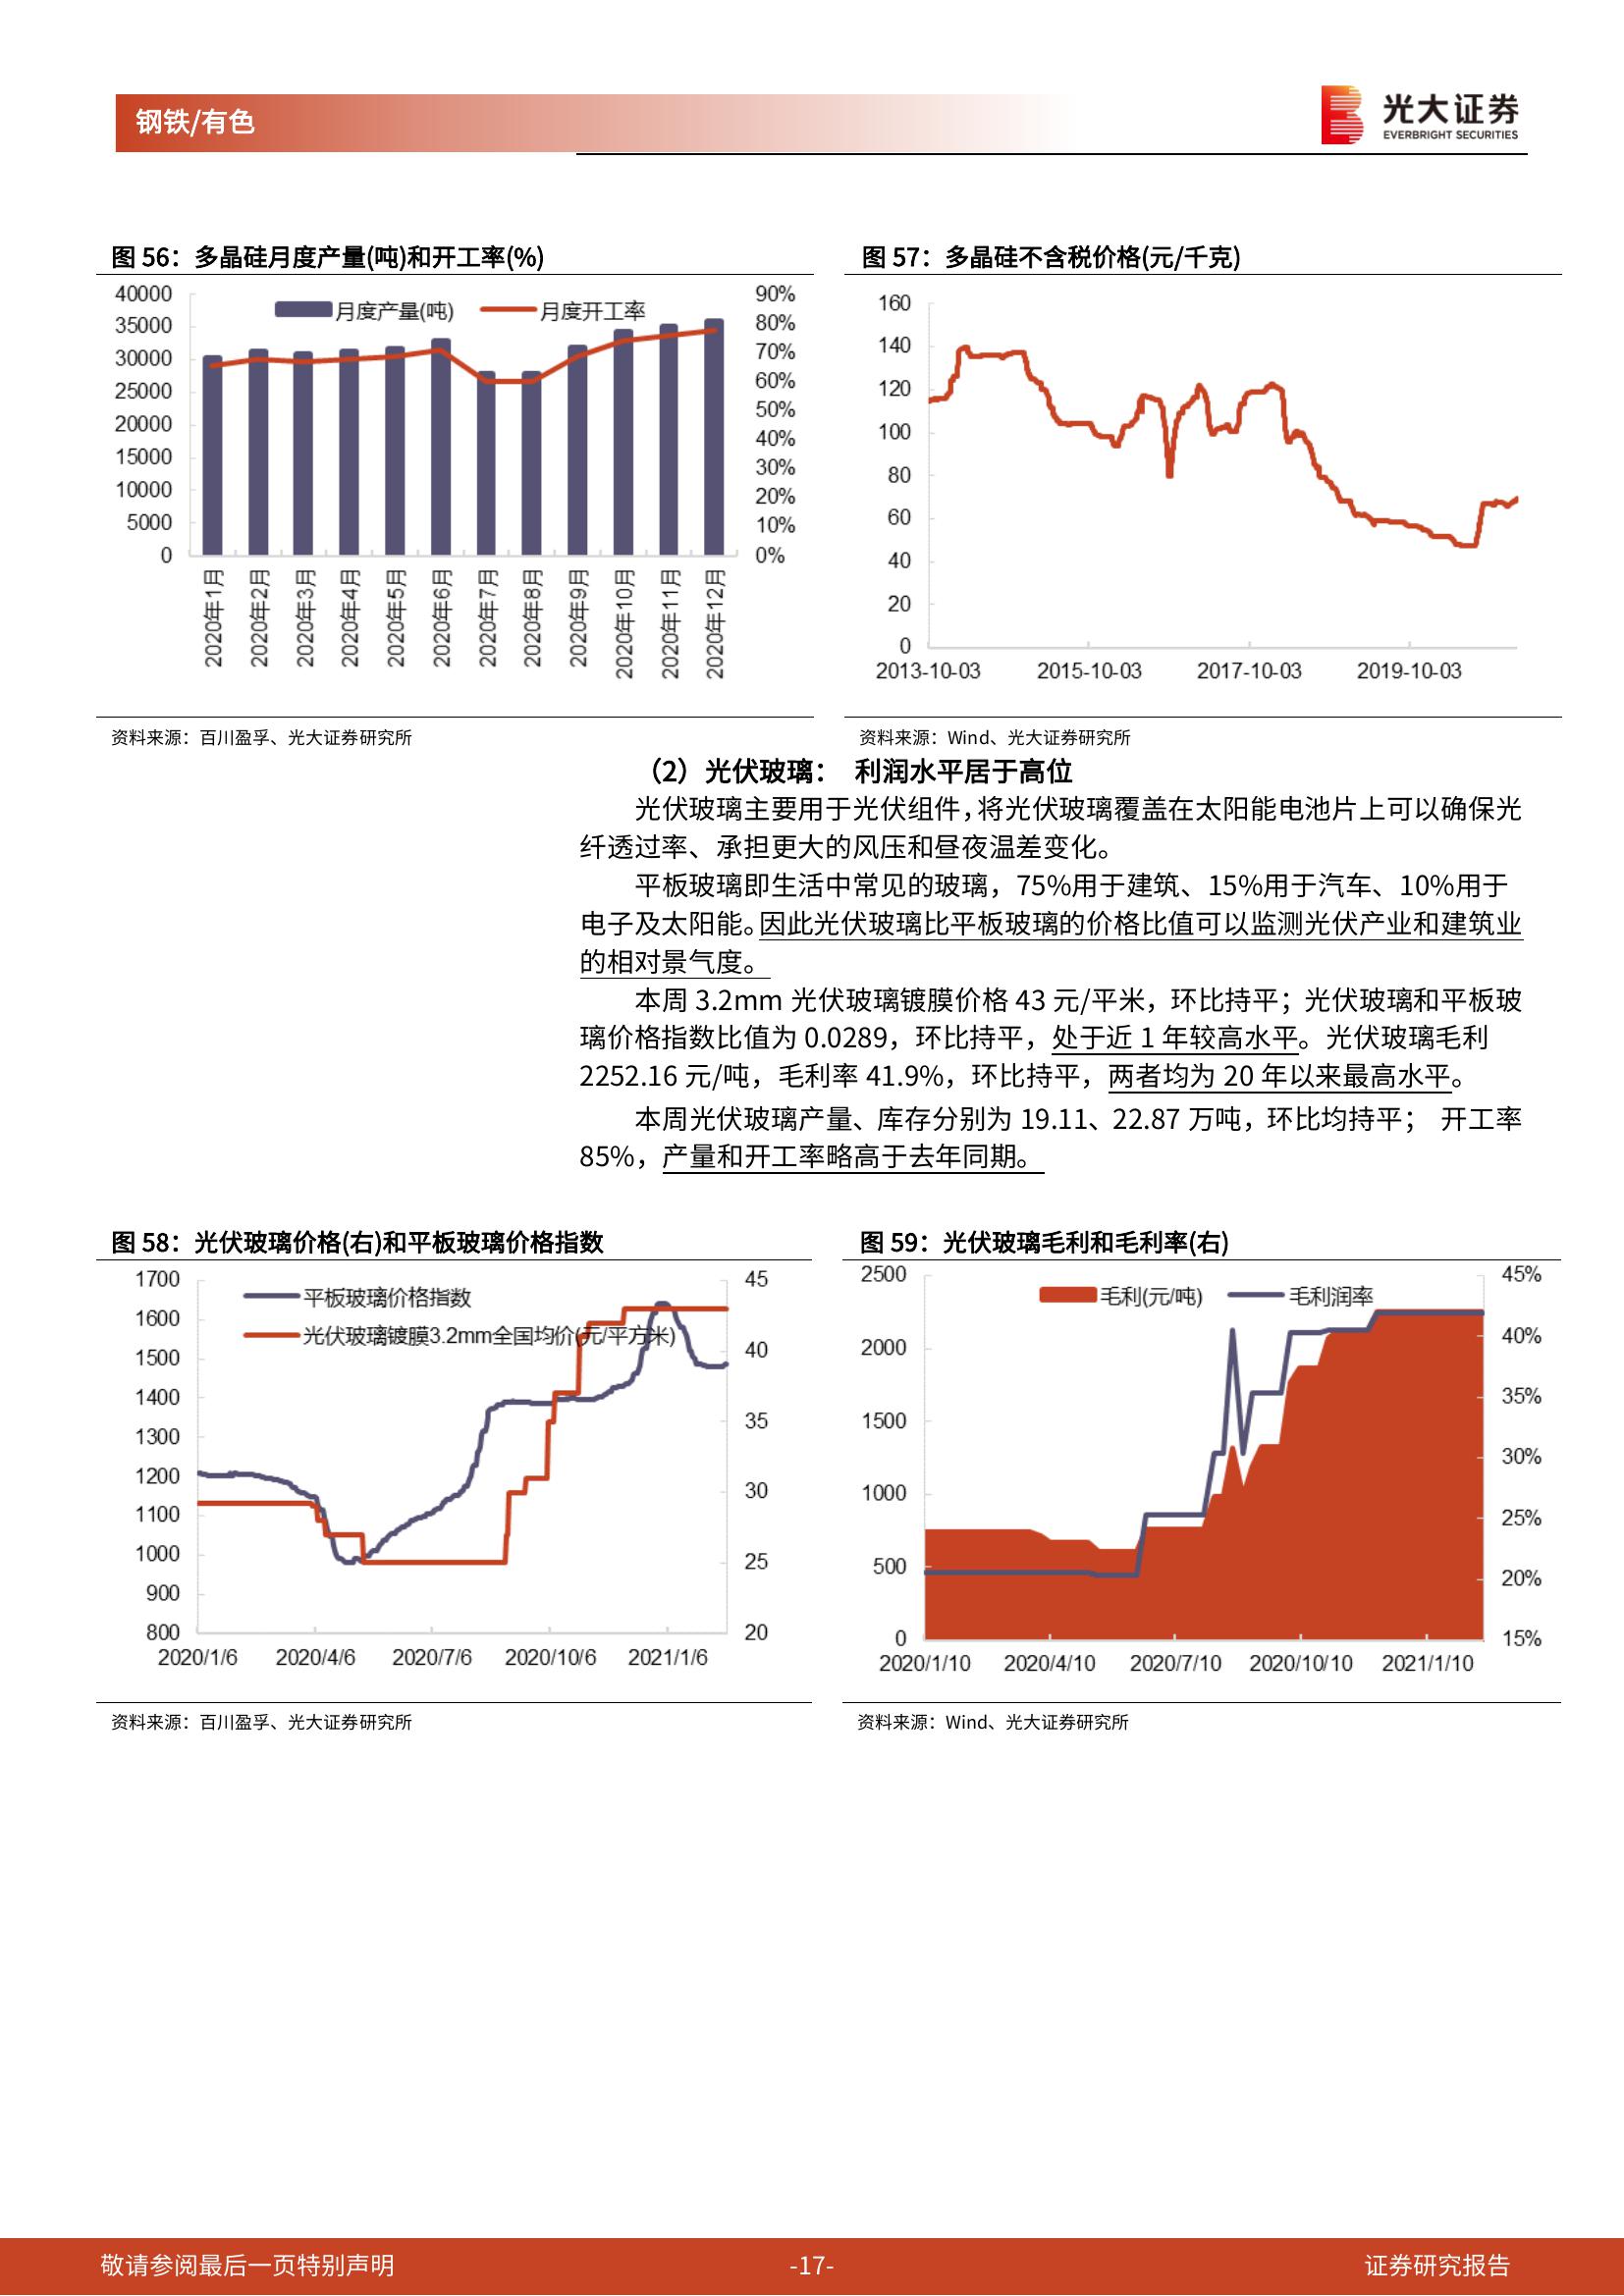 钢铁/有色
光大证券
EVERBRIGHT SECURITIES
图 56：多晶硅月度产量(吨)和开工率(%)
月度产量(吨)
月度开工率
40000
35000
30000
25000
20000
15000
10000
5000
0
90%
80%
70%
60%
50%
40%
30%
20%
10%
0%
2020年1月
2020年2月
2020年3月
2020年4月
2020年5月
2020年6月
2020年7月
2020年8月
2020年9月
2020年10月
2020年11月
2020年12月
资料来源：百川盈孚、光大证券研究所
图 57：多晶硅不含税价格(元/千克)
160
140
120
100
80
60
40
20
0
2013-10-03 2015-10-03 2017-10-03 2019-10-03
资料来源：Wind、光大证券研究所
（2）光伏玻璃： 利润水平居于高位
光伏玻璃主要用于光伏组件，将光伏玻璃覆盖在太阳能电池片上可以确保光
纤透过率、承担更大的风压和昼夜温差变化。
平板玻璃即生活中常见的玻璃，75%用于建筑、15%用于汽车、10%用于
电子及太阳能。因此光伏玻璃比平板玻璃的价格比值可以监测光伏产业和建筑业
的相对景气度。
本周 3.2mm 光伏玻璃镀膜价格 43 元/平米，环比持平；光伏玻璃和平板玻
璃价格指数比值为 0.0289，环比持平，处于近 1 年较高水平。光伏玻璃毛利
2252.16 元/吨，毛利率 41.9%，环比持平，两者均为 20 年以来最高水平。
本周光伏玻璃产量、库存分别为 19.11、22.87 万吨，环比均持平； 开工率
85%，产量和开工率略高于去年同期。
图 58：光伏玻璃价格(右)和平板玻璃价格指数
平板玻璃价格指数
光伏玻璃镀膜3.2mm全国均价(元/平方米)
1700
1600
1500
1400
1300
1200
1100
1000
900
800
45
40
35
30
25
20
2020/1/6 2020/4/6 2020/7/6 2020/10/6 2021/1/6
资料来源：百川盈孚、光大证券研究所
图 59：光伏玻璃毛利和毛利率(右)
毛利(元/吨)
毛利润率
2500
2000
1500
1000
500
0
45%
40%
35%
30%
25%
20%
15%
2020/1/10 2020/4/10 2020/7/10 2020/10/10 2021/1/10
资料来源：Wind、光大证券研究所
敬请参阅最后一页特别声明
-17-
证券研究报告